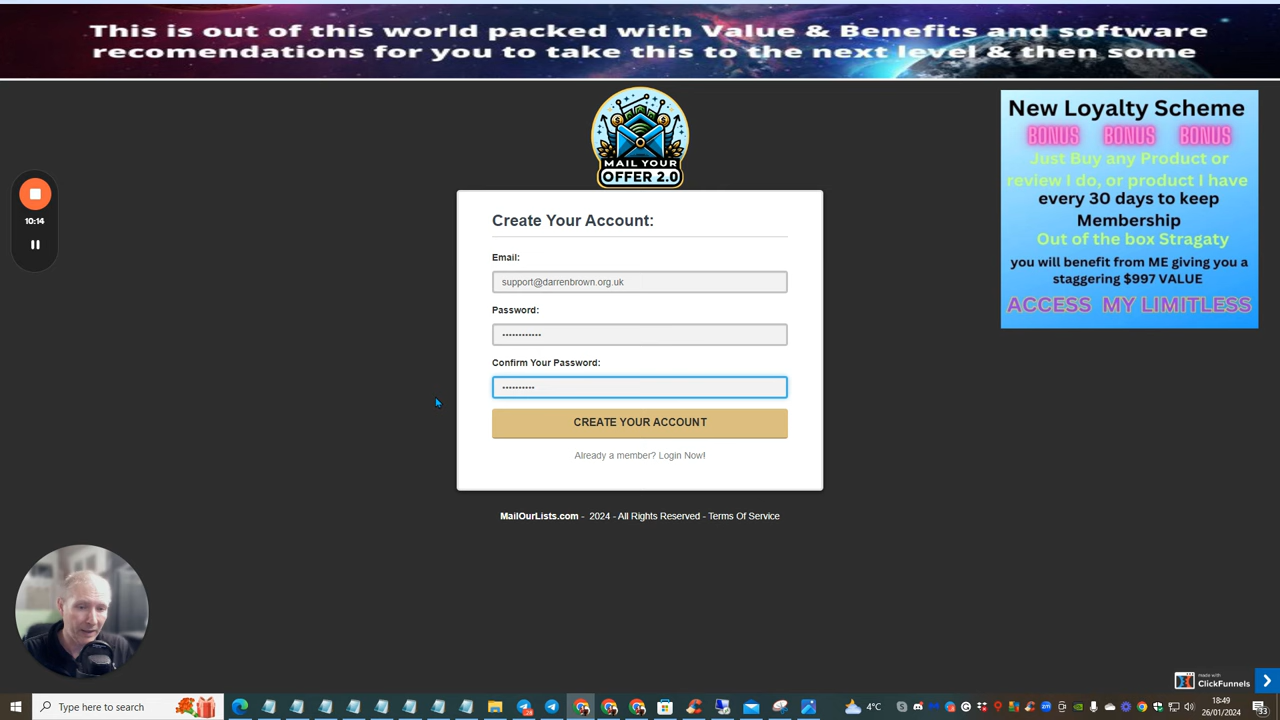 This is out of this world packed with Value & Benefits and software
recomendations for you to take this to the next level & then some
MAIL YOUR
OFFER 2.0
New Loyalty Scheme
BONUS BONUS BONUS
Just Buy any Product or
review I do, or product I have
every 30 days to keep
Membership
Out of the box Stragaty
you will benefit from ME giving you a
staggering $997 VALUE
ACCESS MY LIMITLESS
10:14
Create Your Account:
Email:
support@darrenbrown.org.uk
Password:
••••••••••••
Confirm Your Password:
••••••••••
CREATE YOUR ACCOUNT
Already a member? Login Now!
MailOurLists.com - 2024 - All Rights Reserved - Terms Of Service
made with
ClickFunnels
Type here to search
4°C
18:49
26/01/2024